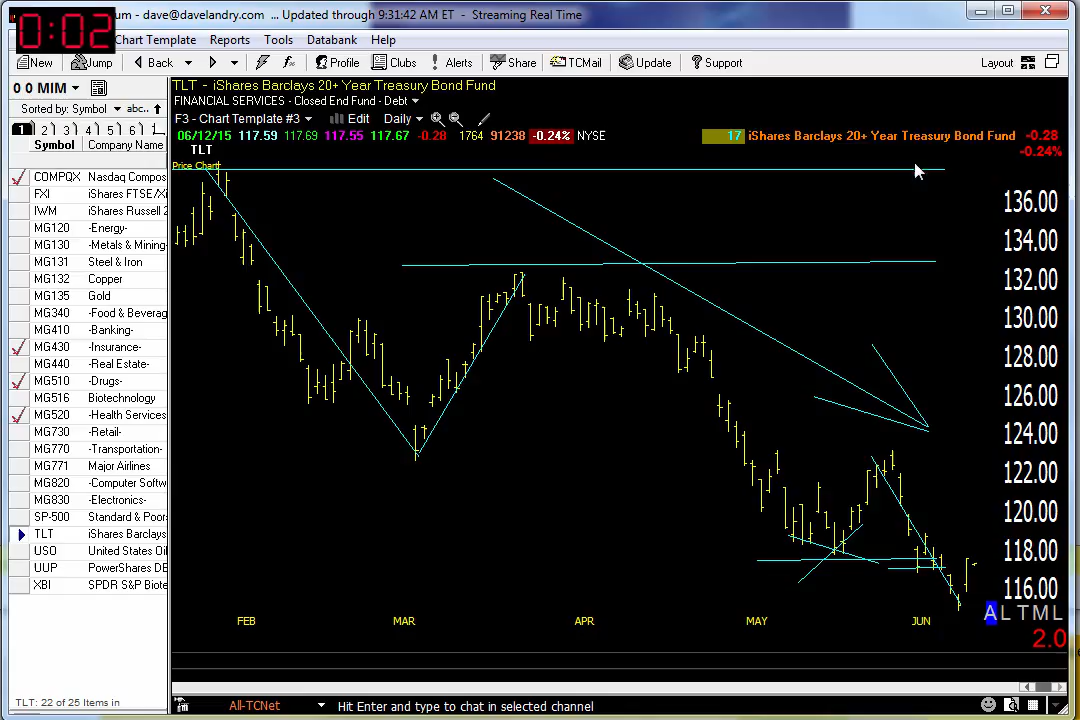 um - dave@davelandry.com ... Updated through 9:31:42 AM ET - Streaming Real Time
0:02
Chart Template Reports Tools Databank Help
New Jump Back Profile Clubs Alerts Share TCMail Update Support Layout
0 0 MIM
TLT - iShares Barclays 20+ Year Treasury Bond Fund
FINANCIAL SERVICES - Closed End Fund - Debt
Sorted by: Symbol abc..
F3 - Chart Template #3 Edit Daily
1 2 3 4 5 6
06/12/15 117.59 117.69 117.55 117.67 -0.28 1764 91238 -0.24% NYSE
17 iShares Barclays 20+ Year Treasury Bond Fund -0.28
-0.24%
Symbol Company Name
TLT
Price Chart
COMPQX Nasdaq Compos
FXI iShares FTSE/Xi
IWM iShares Russell 2
MG120 -Energy-
MG130 -Metals & Mining-
MG131 Steel & Iron
MG132 Copper
MG135 Gold
MG340 -Food & Beverag
MG410 -Banking-
MG430 -Insurance-
MG440 -Real Estate-
MG510 -Drugs-
MG516 Biotechnology
MG520 -Health Services
MG730 -Retail-
MG770 -Transportation-
MG771 Major Airlines
MG820 -Computer Softw
MG830 -Electronics-
SP-500 Standard & Poors
TLT iShares Barclays
USO United States Oil
UUP PowerShares DB
XBI SPDR S&P Biote
136.00
134.00
132.00
130.00
128.00
126.00
124.00
122.00
120.00
118.00
116.00
A L T M L
FEB MAR APR MAY JUN
2.0
TLT: 22 of 25 Items in
All-TCNet Hit Enter and type to chat in selected channel